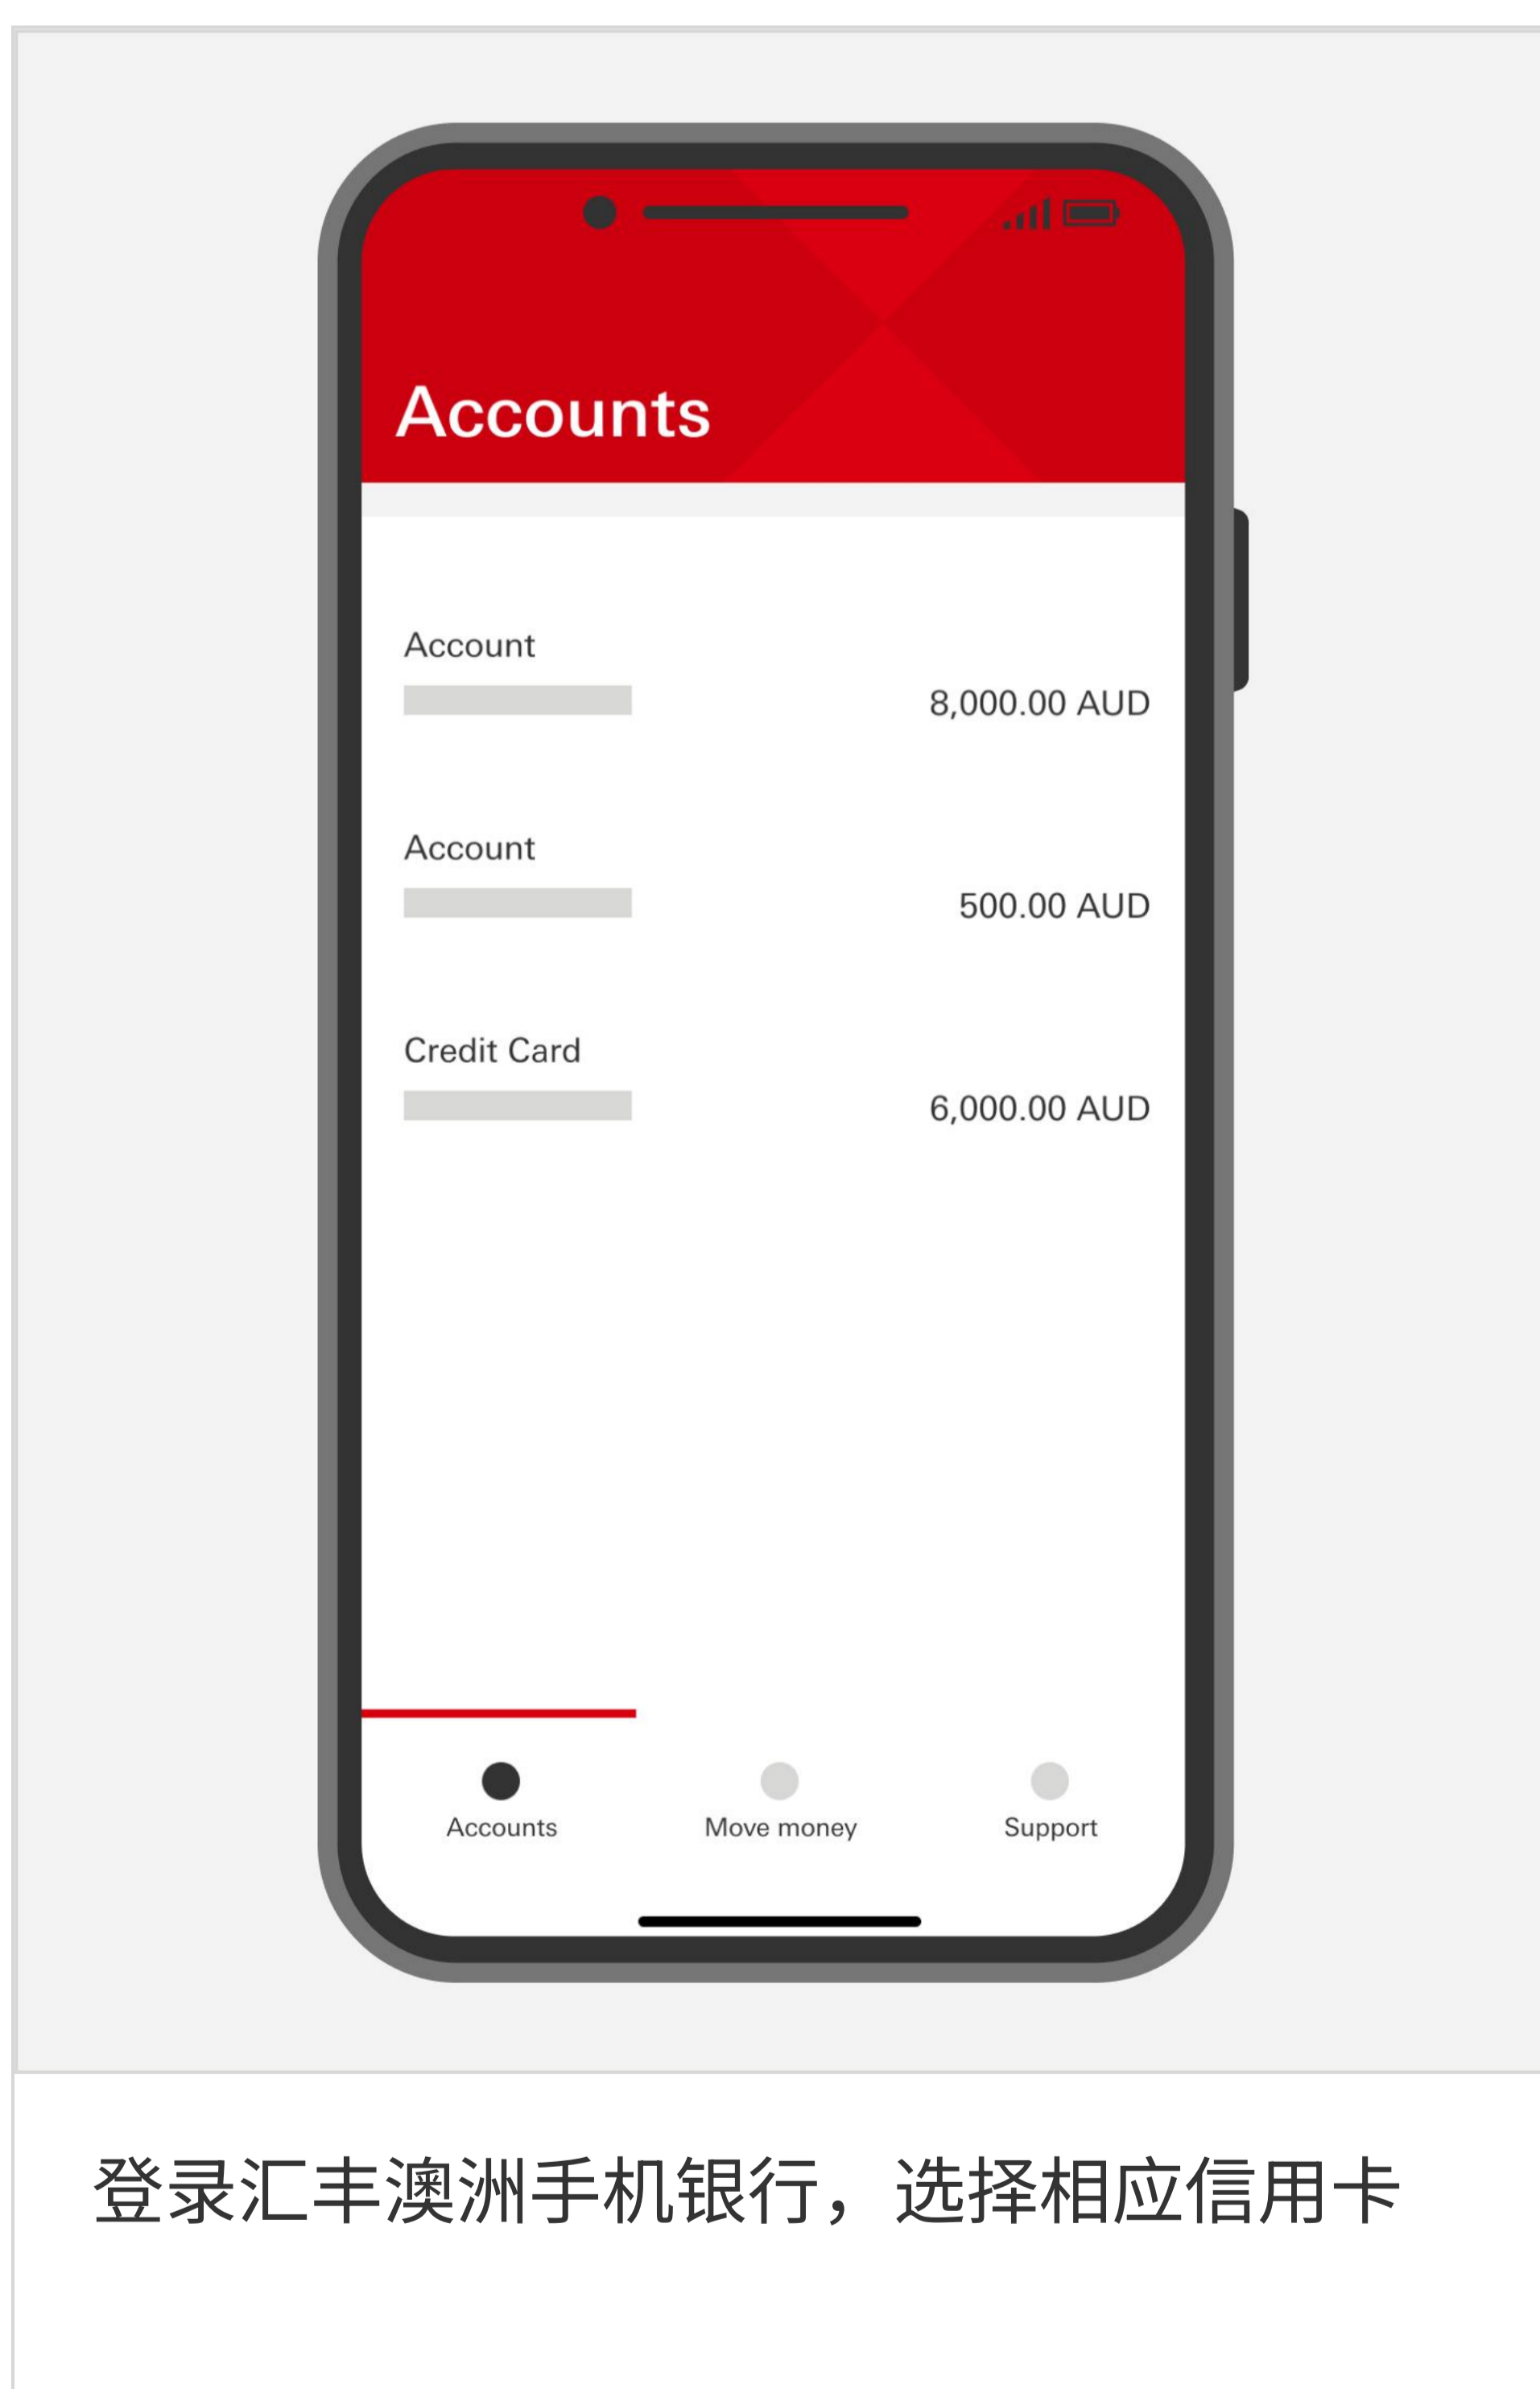 Accounts
Account
8,000.00 AUD
Account
500.00 AUD
Credit Card
6,000.00 AUD
Accounts
Move money
Support
登录汇丰澳洲手机银行，选择相应信用卡